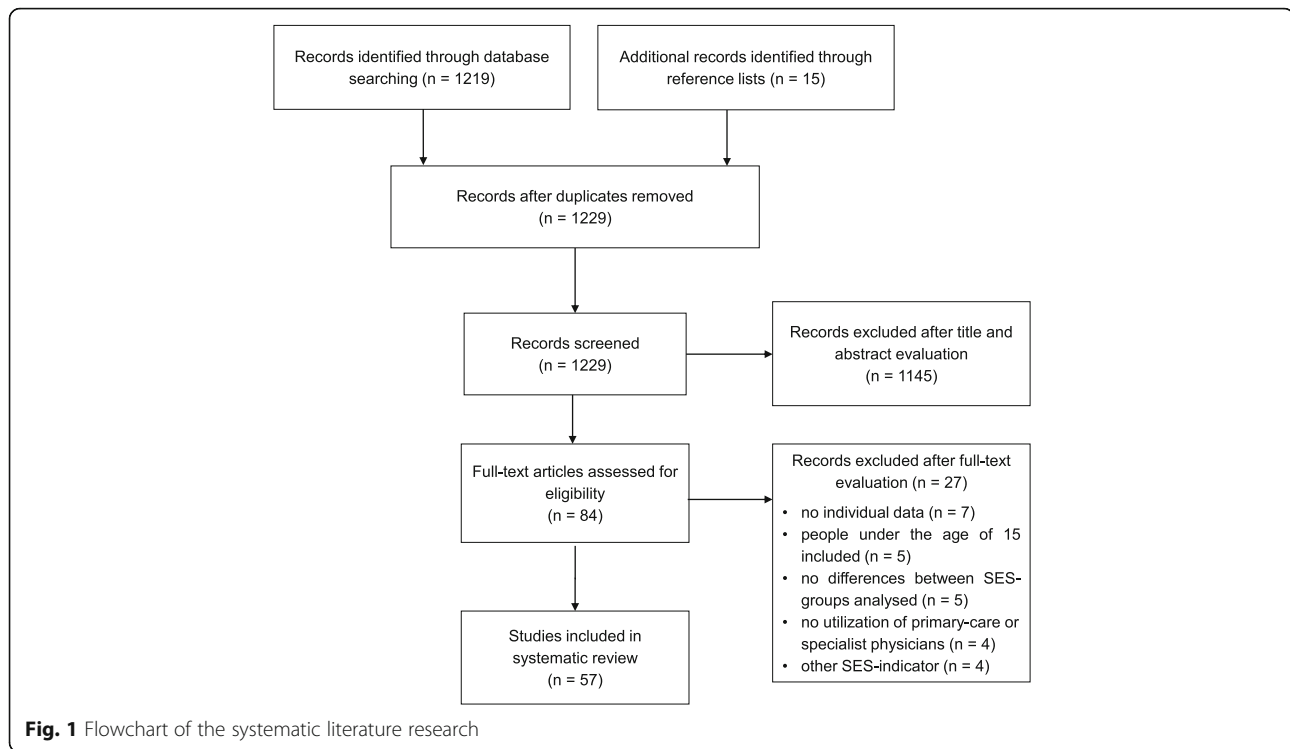 Records identified through database
searching (n = 1219)
Additional records identified through
reference lists (n = 15)
Records after duplicates removed
(n = 1229)
Records screened
(n = 1229)
Records excluded after title and
abstract evaluation
(n = 1145)
Full-text articles assessed for
eligibility
(n = 84)
Records excluded after full-text
evaluation (n = 27)
• no individual data (n = 7)
• people under the age of 15
included (n = 5)
• no differences between SES-
groups analysed (n = 5)
• no utilization of primary-care or
specialist physicians (n = 4)
• other SES-indicator (n = 4)
Studies included in
systematic review
(n = 57)
Fig. 1 Flowchart of the systematic literature research